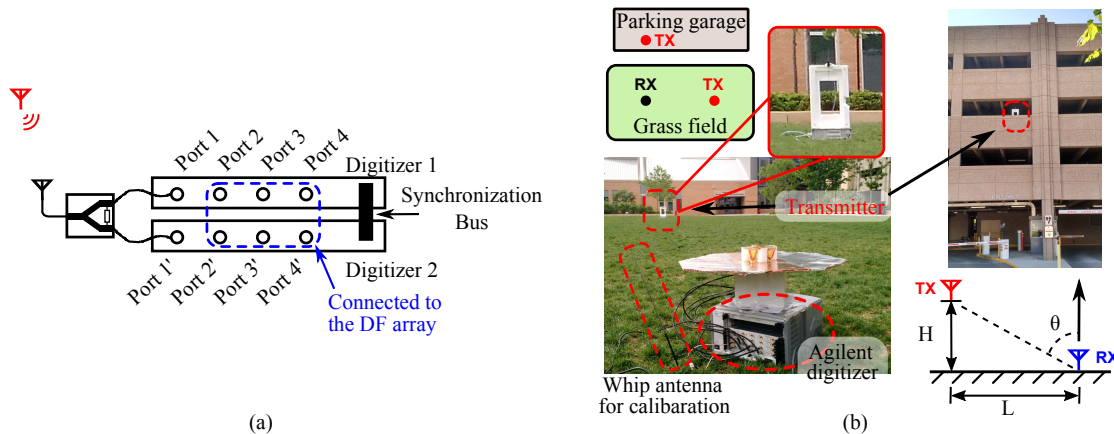 Port 1
Port 2
Port 3
Port 4
Digitizer 1
Synchronization
Bus
Digitizer 2
Port 1'
Port 2'
Port 3'
Port 4'
Connected to
the DF array
(a)
Parking garage
TX
RX
TX
Grass field
Transmitter
Agilent
digitizer
Whip antenna
for calibaration
TX
H
θ
RX
L
(b)